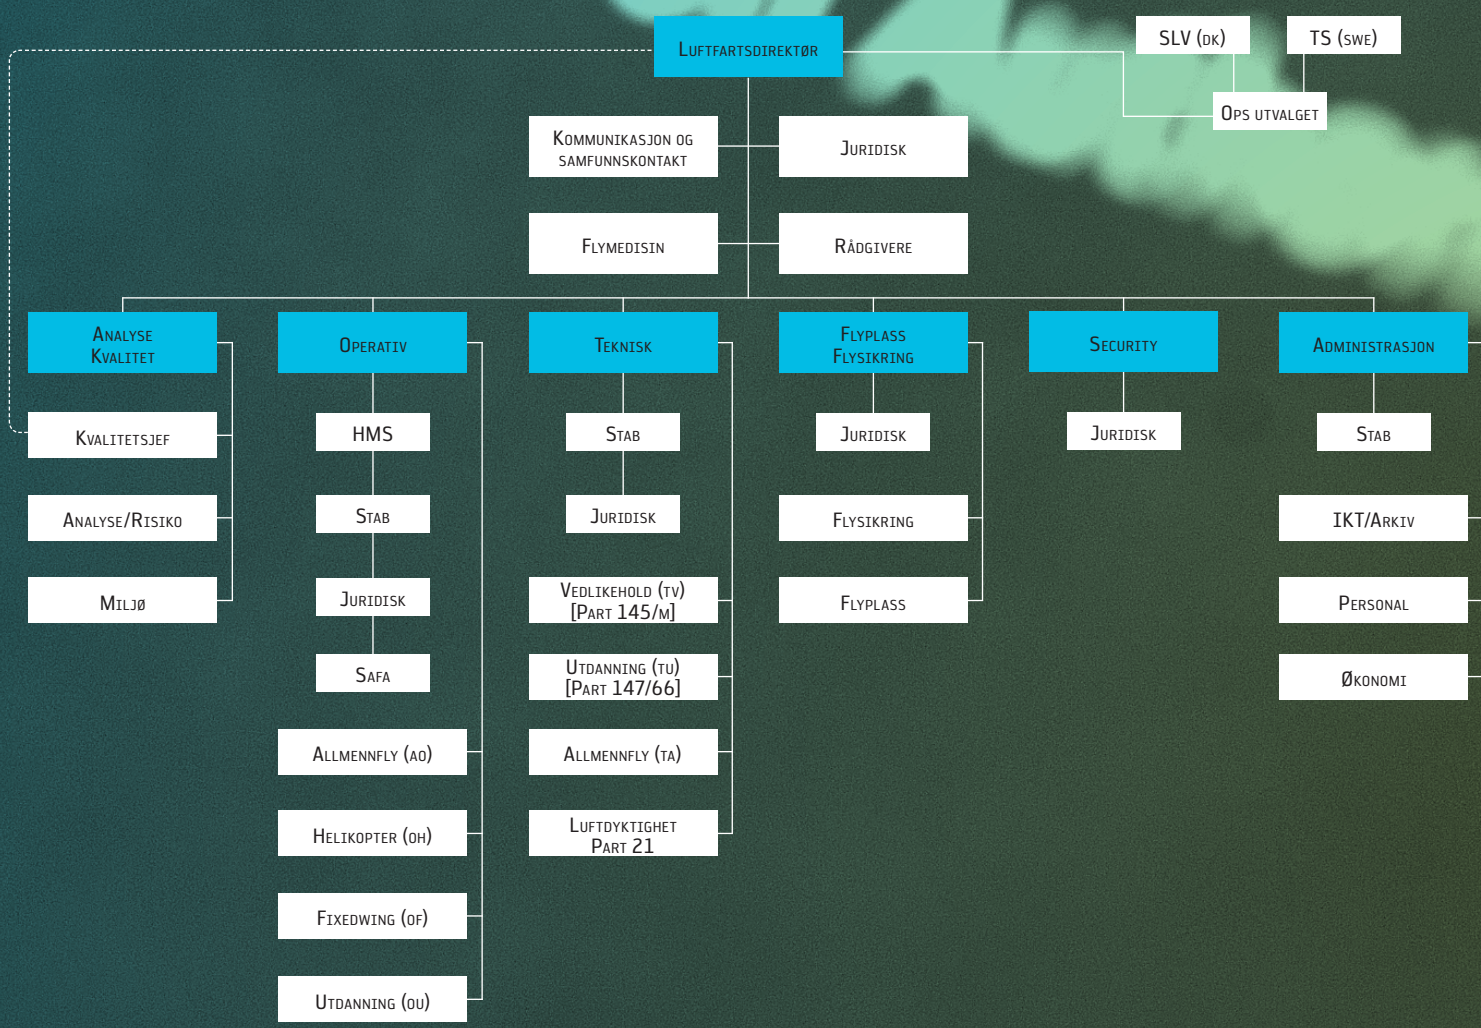 Luftfartsdirektør
SLV (dk)
TS (swe)
Ops utvalget
Kommunikasjon og
samfunnskontakt
Juridisk
Flymedisin
Rådgivere
Analyse
Kvalitet
Operativ
Teknisk
Flyplass
Flysikring
Security
Administrasjon
Kvalitetsjef
Analyse/Risiko
Miljø
HMS
Stab
Juridisk
Safa
Allmennfly (ao)
Helikopter (oh)
Fixedwing (of)
Utdanning (ou)
Stab
Juridisk
Vedlikehold (tv)
[Part 145/m]
Utdanning (tu)
[Part 147/66]
Allmennfly (ta)
Luftdyktighet
Part 21
Juridisk
Flysikring
Flyplass
Juridisk
Stab
IKT/Arkiv
Personal
Økonomi